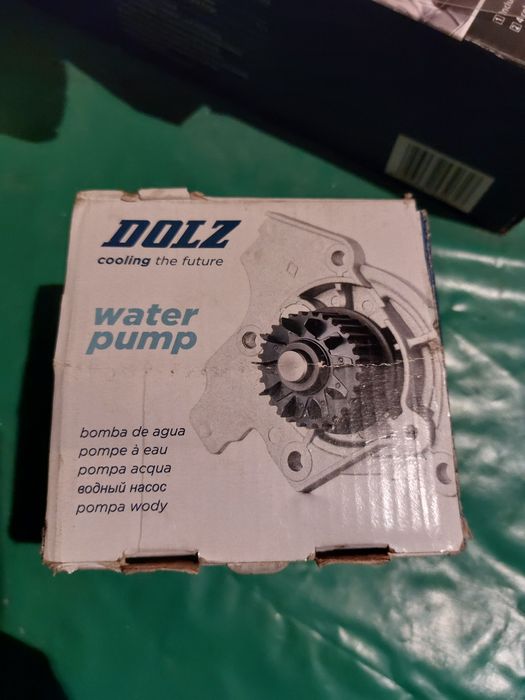 DOLZ
cooling the future
water
pump
bomba de agua
pompe à eau
pompa acqua
водный насос
pompa wody